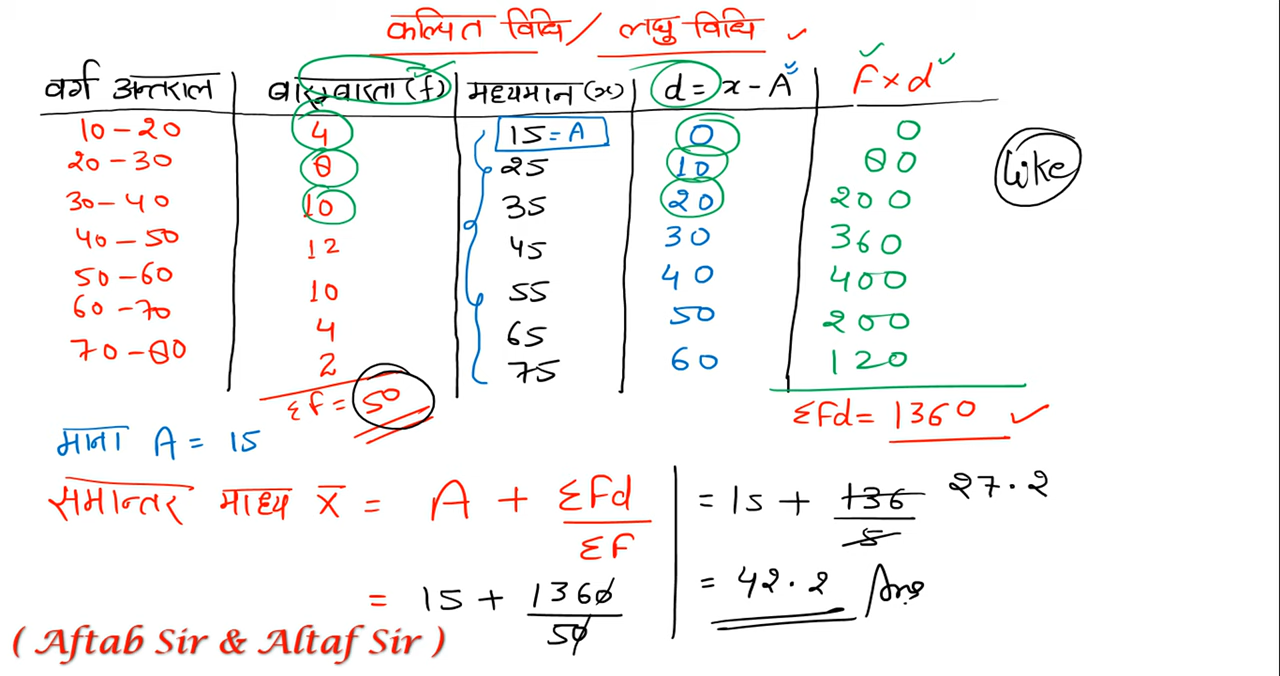 कल्पित विधि / लघु विधि
वर्ग अन्तराल बारम्बारता (f) मध्यमान (x) d = x - A f × d
10 - 20 4 15 = A 0 0
20 - 30 8 25 10 80
30 - 40 10 35 20 200
40 - 50 12 45 30 360
50 - 60 10 55 40 400
60 - 70 4 65 50 200
70 - 80 2 75 60 120
Like
Σf = 50 Σfd = 1360
माना A = 15
समान्तर माध्य x̄ = A + Σfd / Σf
= 15 + 1360 / 50
= 15 + 136 / 5 27.2
= 42.2 Ans
( Aftab Sir & Altaf Sir )